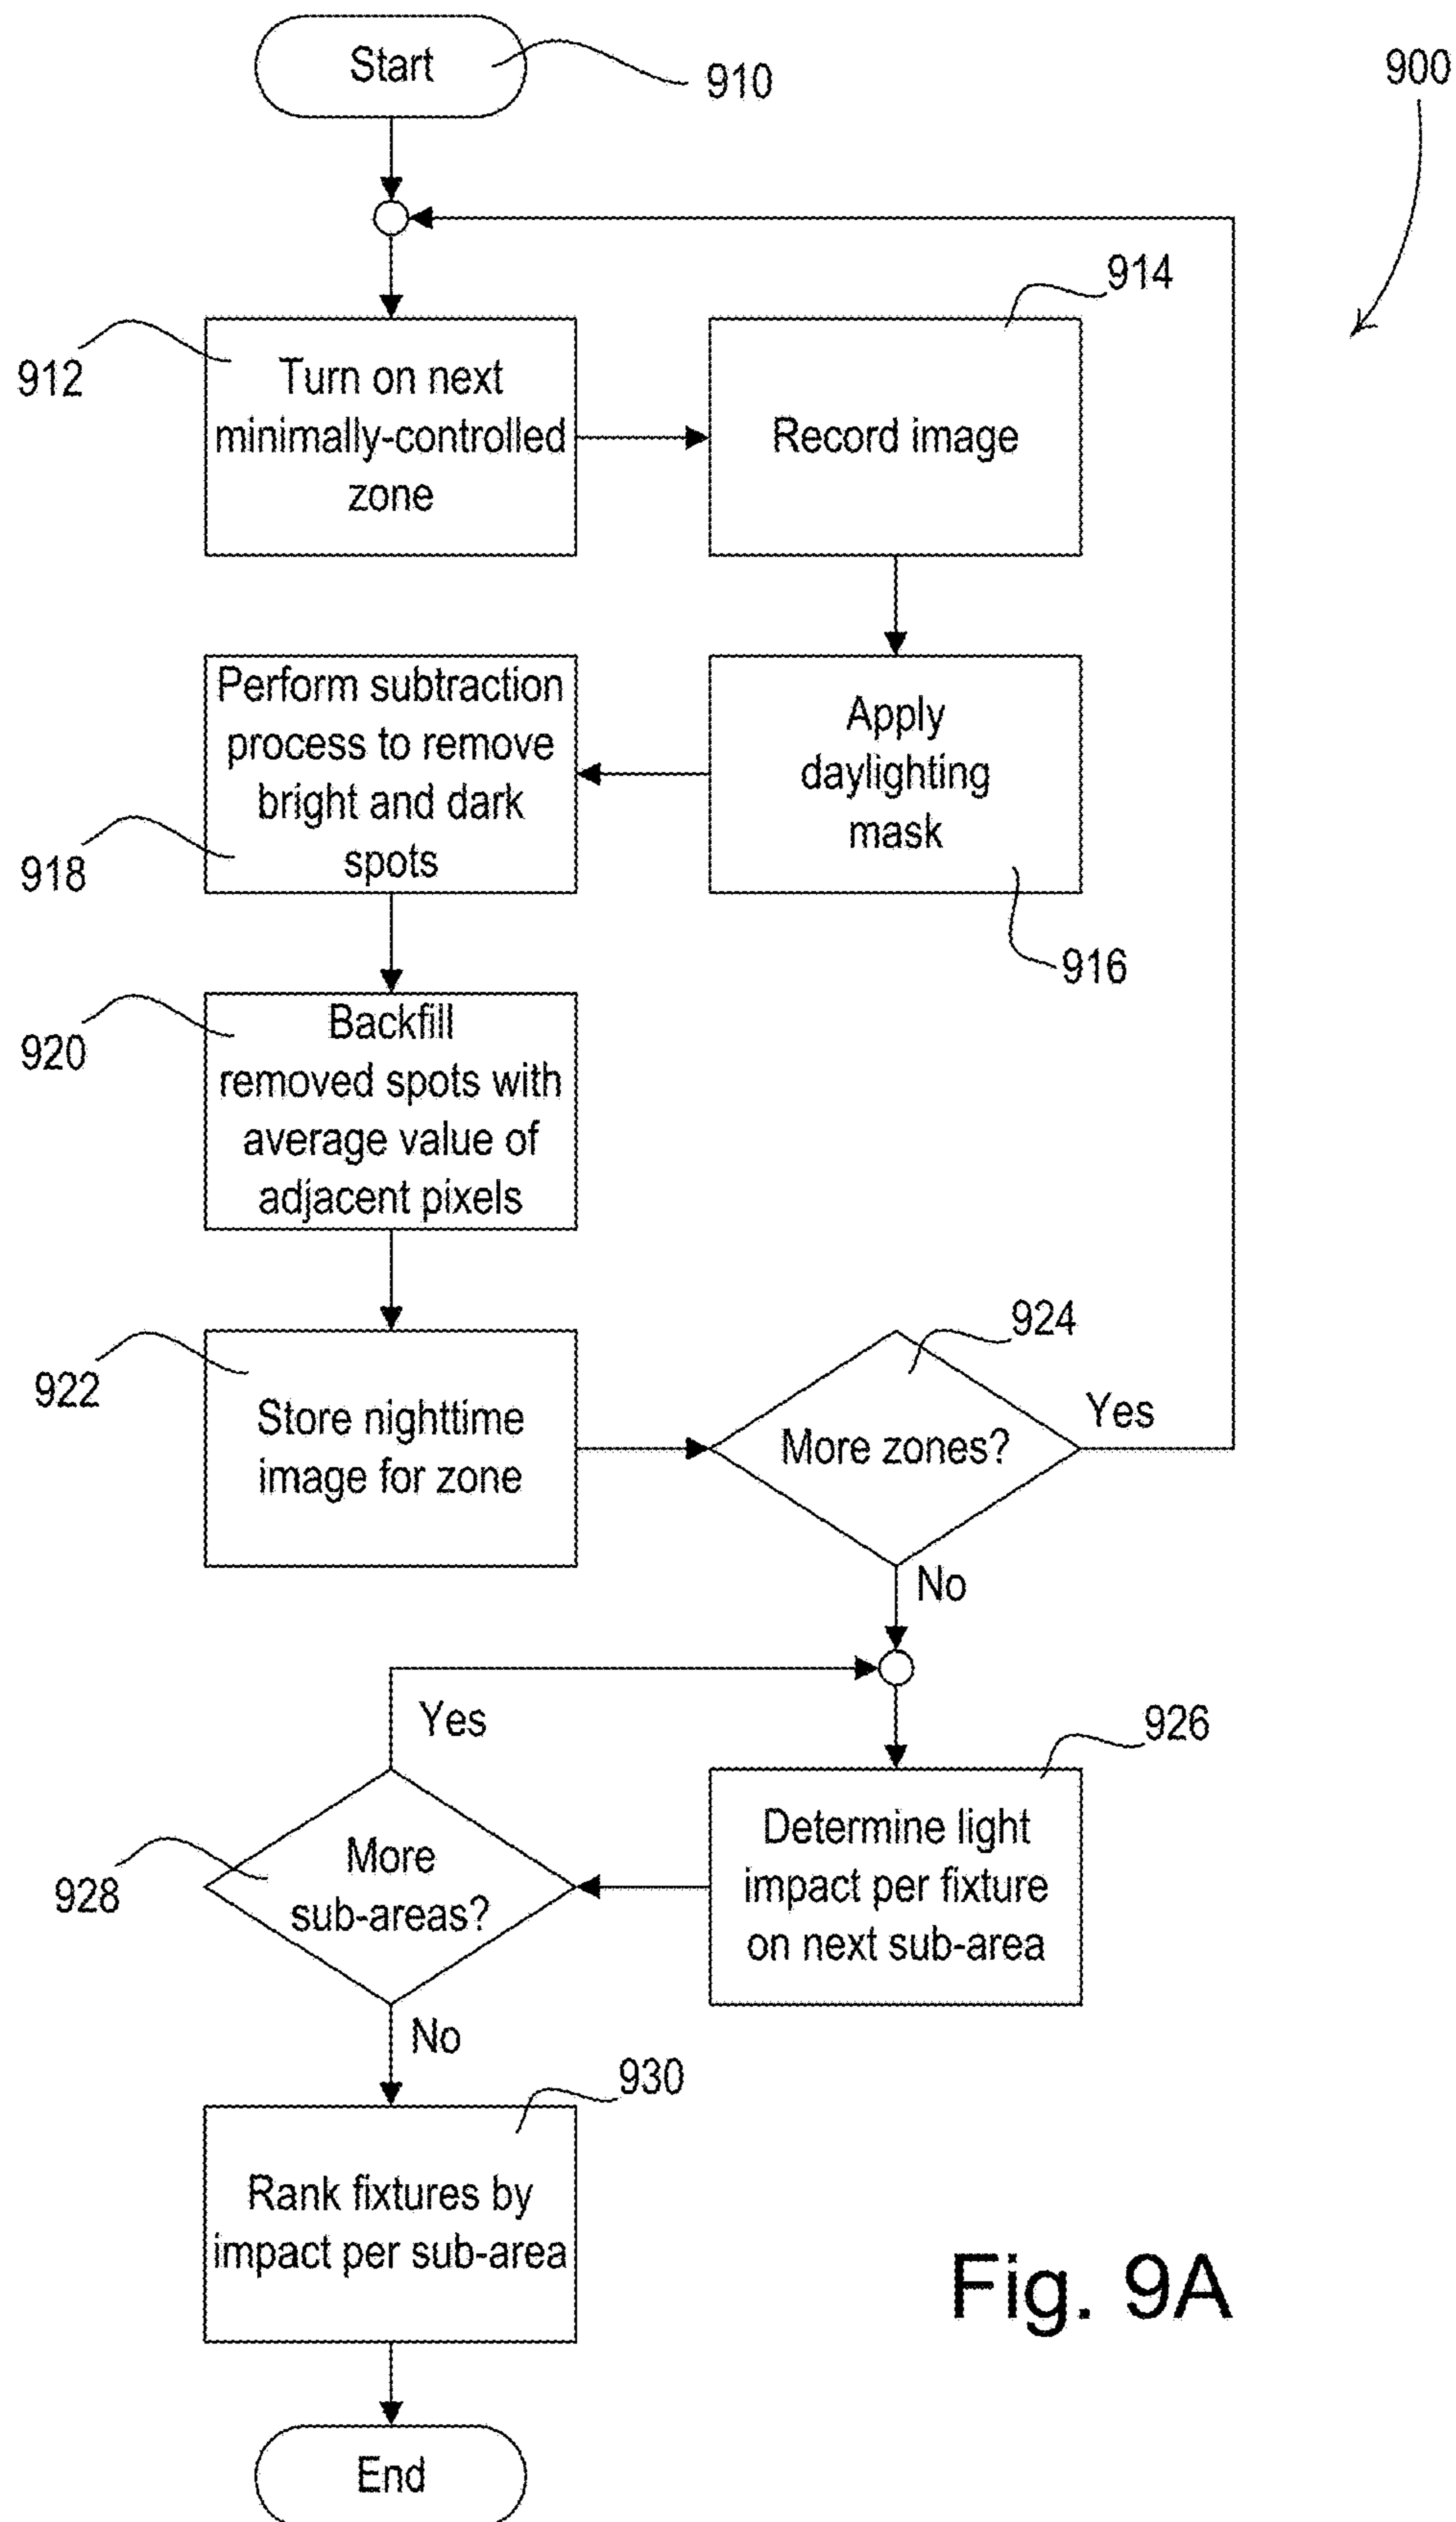 Start
910
900
914
912
Turn on next
minimally-controlled
zone
Record image
Perform subtraction
process to remove
bright and dark
spots
918
Apply
daylighting
mask
916
920
Backfill
removed spots with
average value of
adjacent pixels
922
Store nighttime
image for zone
924
More zones?
Yes
No
Yes
926
928
More
sub-areas?
Determine light
impact per fixture
on next sub-area
No
930
Rank fixtures by
impact per sub-area
Fig. 9A
End